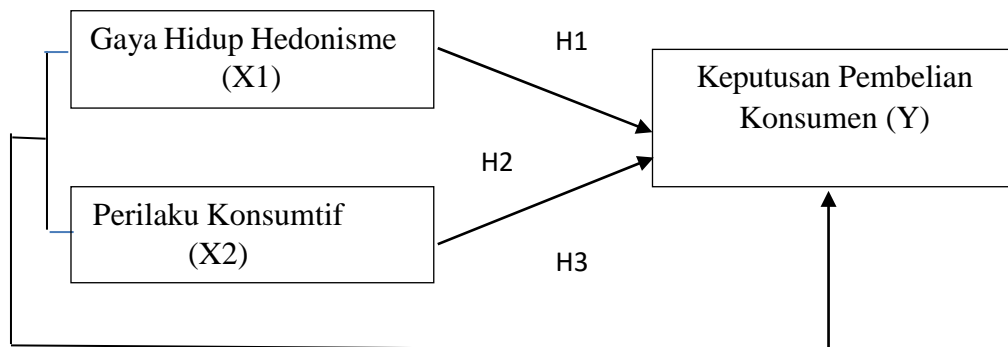 Gaya Hidup Hedonisme
(X1)
H1
Keputusan Pembelian
Konsumen (Y)
H2
Perilaku Konsumtif
(X2)
H3